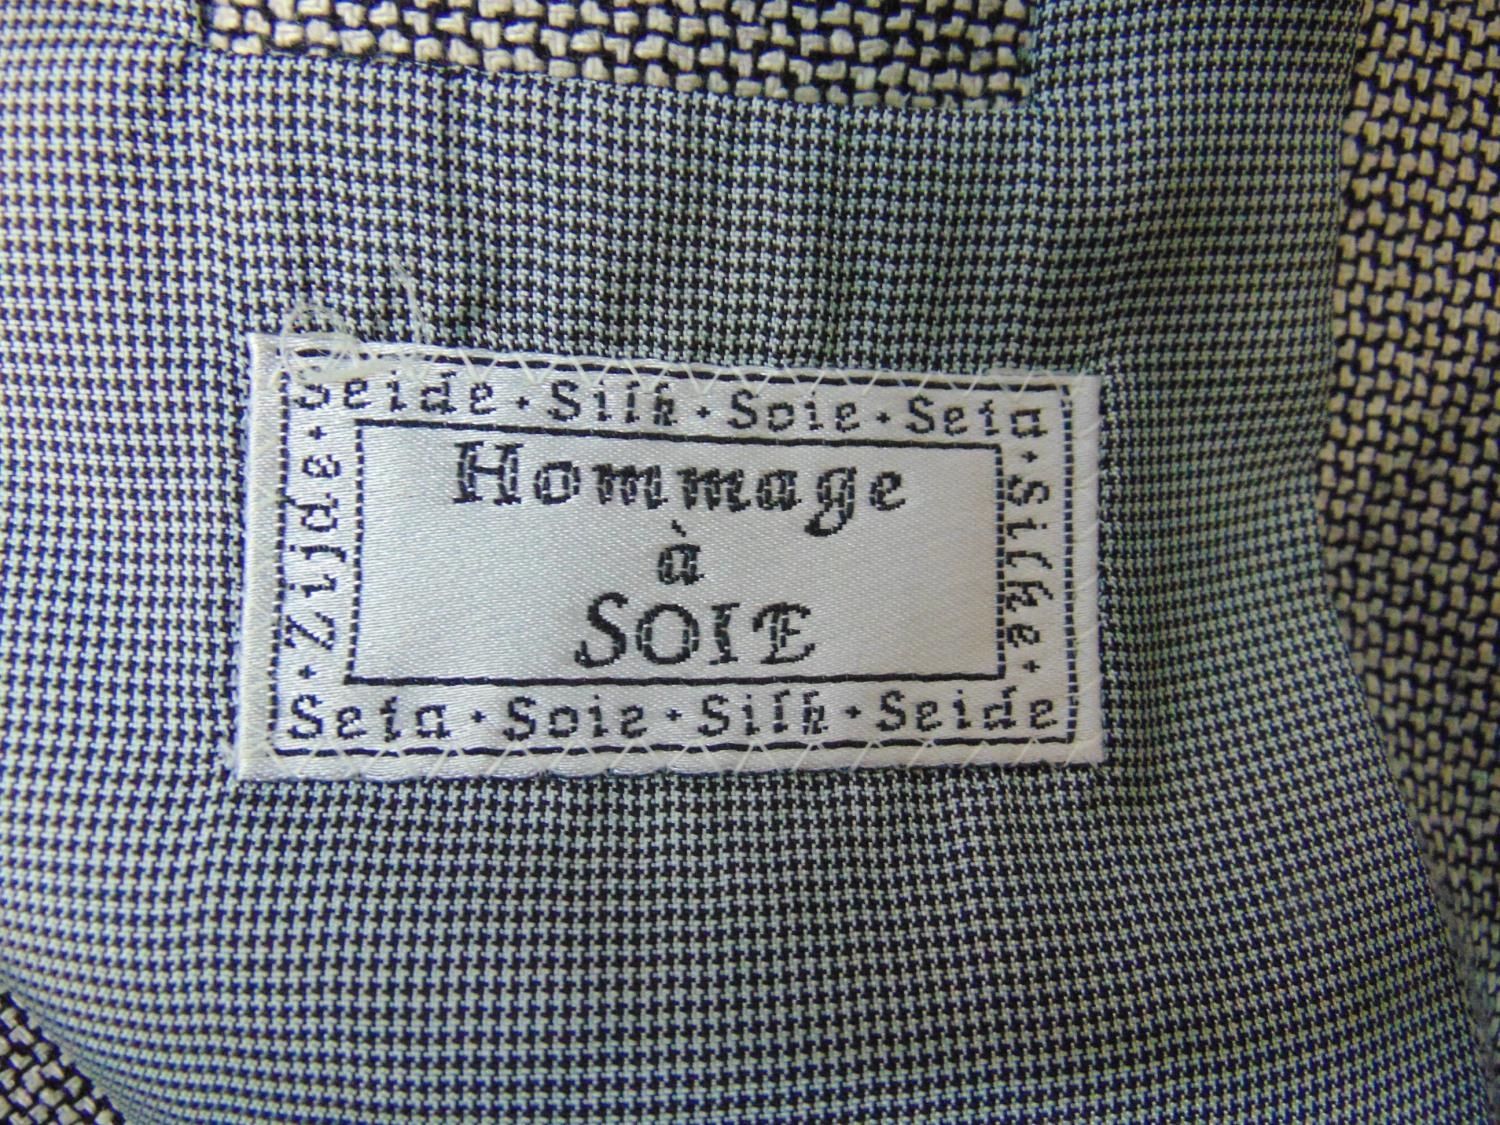 Seide · Silk · Soie · Seta
Silke
Hommage
à
SOIE
Zijde
Seta · Soie · Silk · Seide